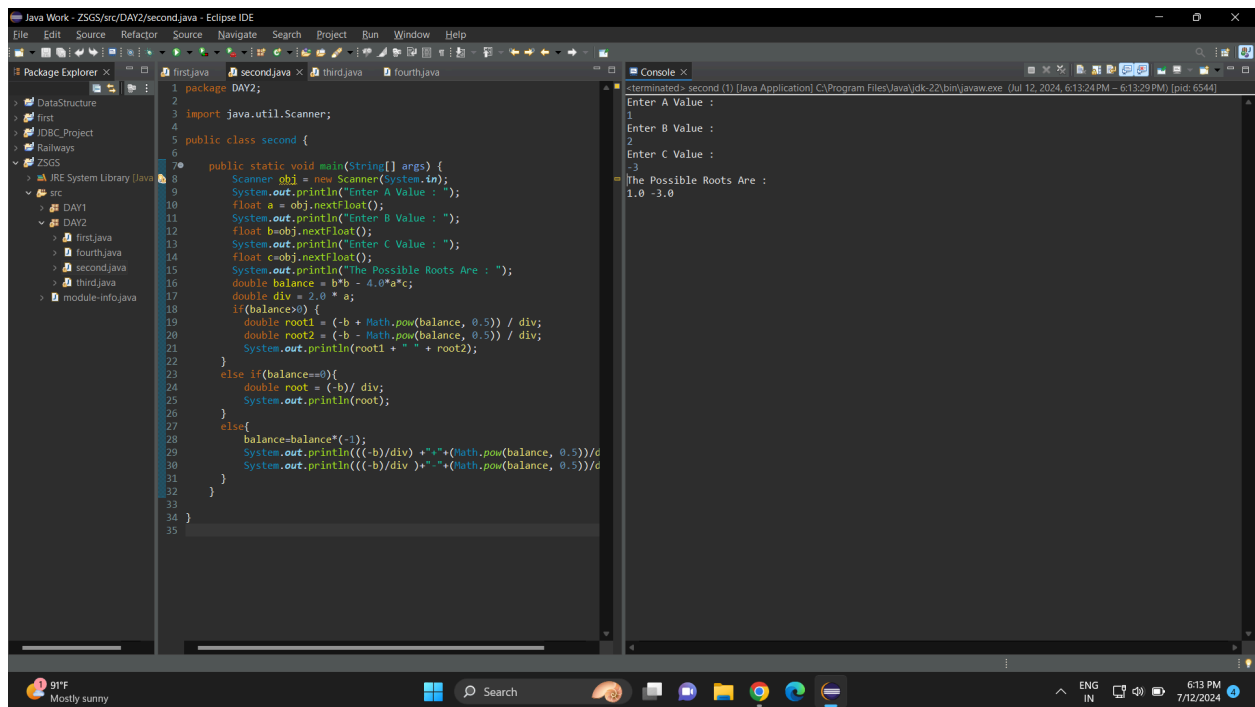 Java Work - ZSGS/src/DAY2/second.java - Eclipse IDE
File Edit Source Refactor Source Navigate Search Project Run Window Help
Package Explorer
DataStructure
first
JDBC_Project
Railways
ZSGS
JRE System Library [Java
src
DAY1
DAY2
first.java
fourth.java
second.java
third.java
module-info.java
first.java second.java third.java fourth.java
1 package DAY2;
2
3 import java.util.Scanner;
4
5 public class second {
6
7 public static void main(String[] args) {
8 Scanner obj = new Scanner(System.in);
9 System.out.println("Enter A Value : ");
10 float a = obj.nextFloat();
11 System.out.println("Enter B Value : ");
12 float b=obj.nextFloat();
13 System.out.println("Enter C Value : ");
14 float c=obj.nextFloat();
15 System.out.println("The Possible Roots Are : ");
16 double balance = b*b - 4.0*a*c;
17 double div = 2.0 * a;
18 if(balance>0) {
19 double root1 = (-b + Math.pow(balance, 0.5)) / div;
20 double root2 = (-b - Math.pow(balance, 0.5)) / div;
21 System.out.println(root1 + " " + root2);
22 }
23 else if(balance==0){
24 double root = (-b)/ div;
25 System.out.println(root);
26 }
27 else{
28 balance=balance*(-1);
29 System.out.println(((-b)/div) +"+"+(Math.pow(balance, 0.5))/d
30 System.out.println(((-b)/div )+"-"+(Math.pow(balance, 0.5))/d
31 }
32 }
33
34 }
35
Console
<terminated> second (1) [Java Application] C:\Program Files\Java\jdk-22\bin\javaw.exe (Jul 12, 2024, 6:13:24 PM – 6:13:29 PM) [pid: 6544]
Enter A Value :
1
Enter B Value :
2
Enter C Value :
-3
The Possible Roots Are :
1.0 -3.0
1
91°F
Mostly sunny
Search
ENG
IN
6:13 PM
7/12/2024
4